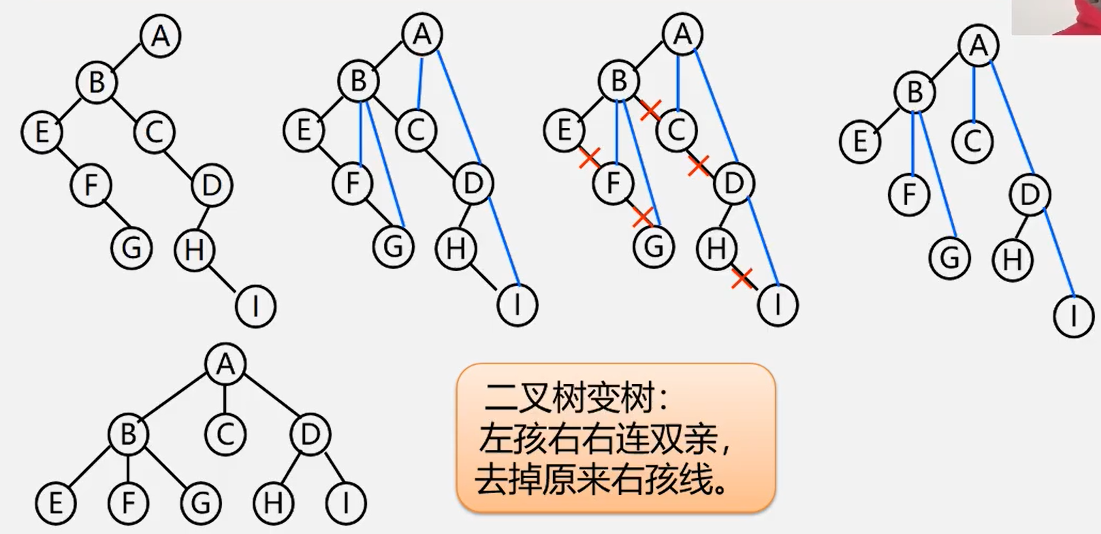 A A A A
B B B B
E C E C E C E C
F D F D F D F D
G H G H G H G H
I I I I
A
B C D
E F G H I
二叉树变树：
左孩右右连双亲，
去掉原来右孩线。